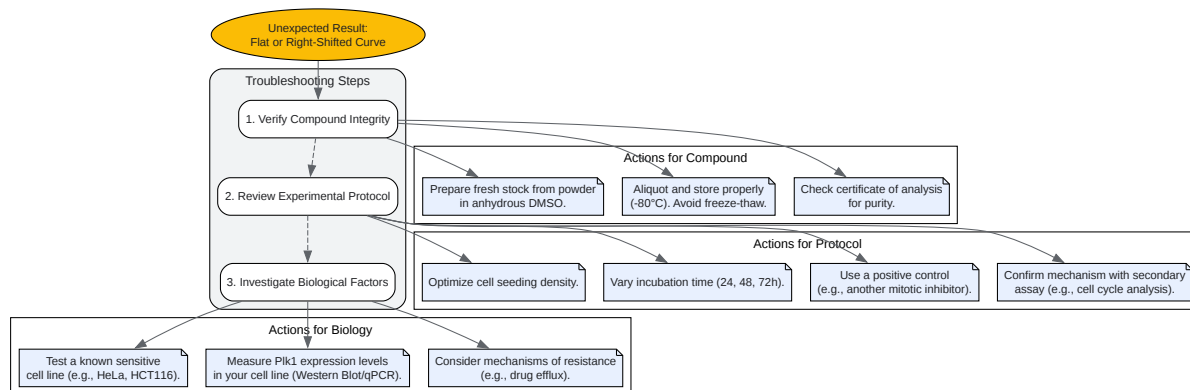 Unexpected Result:
Flat or Right-Shifted Curve
Troubleshooting Steps
1. Verify Compound Integrity
Actions for Compound
Prepare fresh stock from powder
in anhydrous DMSO.
Aliquot and store properly
(-80°C). Avoid freeze-thaw.
Check certificate of analysis
for purity.
2. Review Experimental Protocol
Actions for Protocol
Optimize cell seeding density.
Vary incubation time (24, 48, 72h).
Use a positive control
(e.g., another mitotic inhibitor).
Confirm mechanism with secondary
assay (e.g., cell cycle analysis).
3. Investigate Biological Factors
Actions for Biology
Test a known sensitive
cell line (e.g., HeLa, HCT116).
Measure Plk1 expression levels
in your cell line (Western Blot/qPCR).
Consider mechanisms of resistance
(e.g., drug efflux).